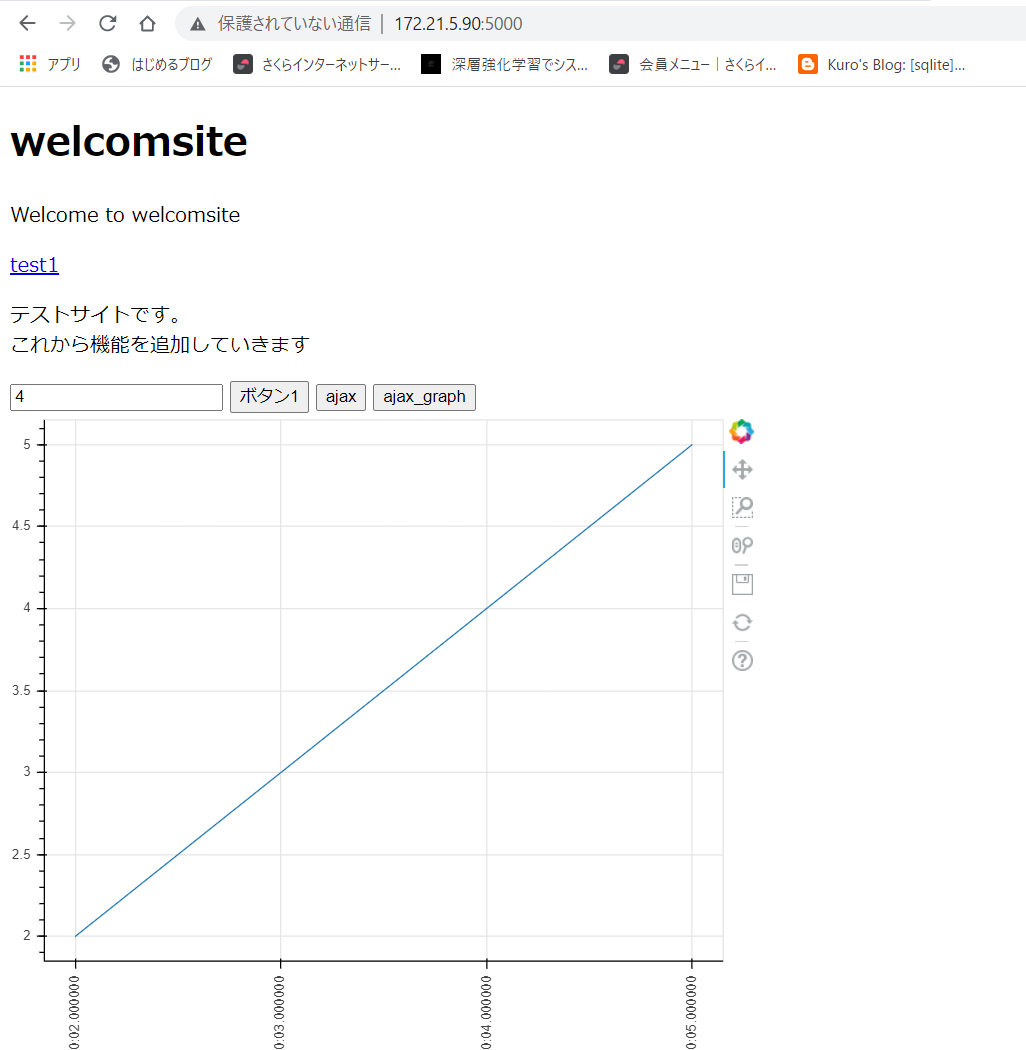 保護されていない通信 | 172.21.5.90:5000
アプリ はじめるブログ さくらインターネットサー... 深層強化学習でシス... 会員メニュー | さくらイ... Kuro's Blog: [sqlite]...
welcomsite
Welcome to welcomsite
test1
テストサイトです。
これから機能を追加していきます
4 ボタン1 ajax ajax_graph
5
4.5
4
3.5
3
2.5
2
0:02.000000 0:03.000000 0:04.000000 0:05.000000